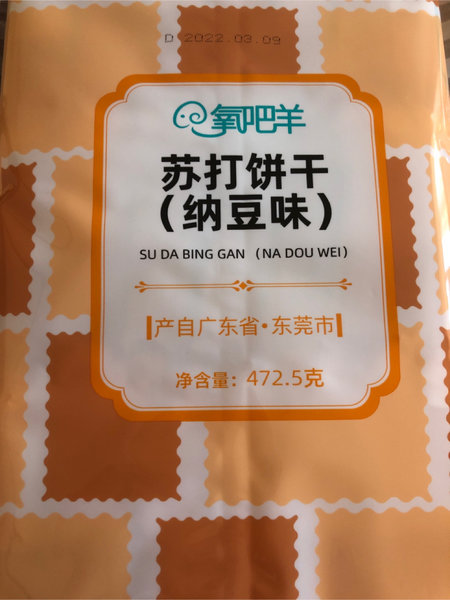 D 2022.03.09
氧吧羊
苏打饼干
（纳豆味）
SU DA BING GAN （NA DOU WEI）
产自广东省·东莞市
净含量：472.5克